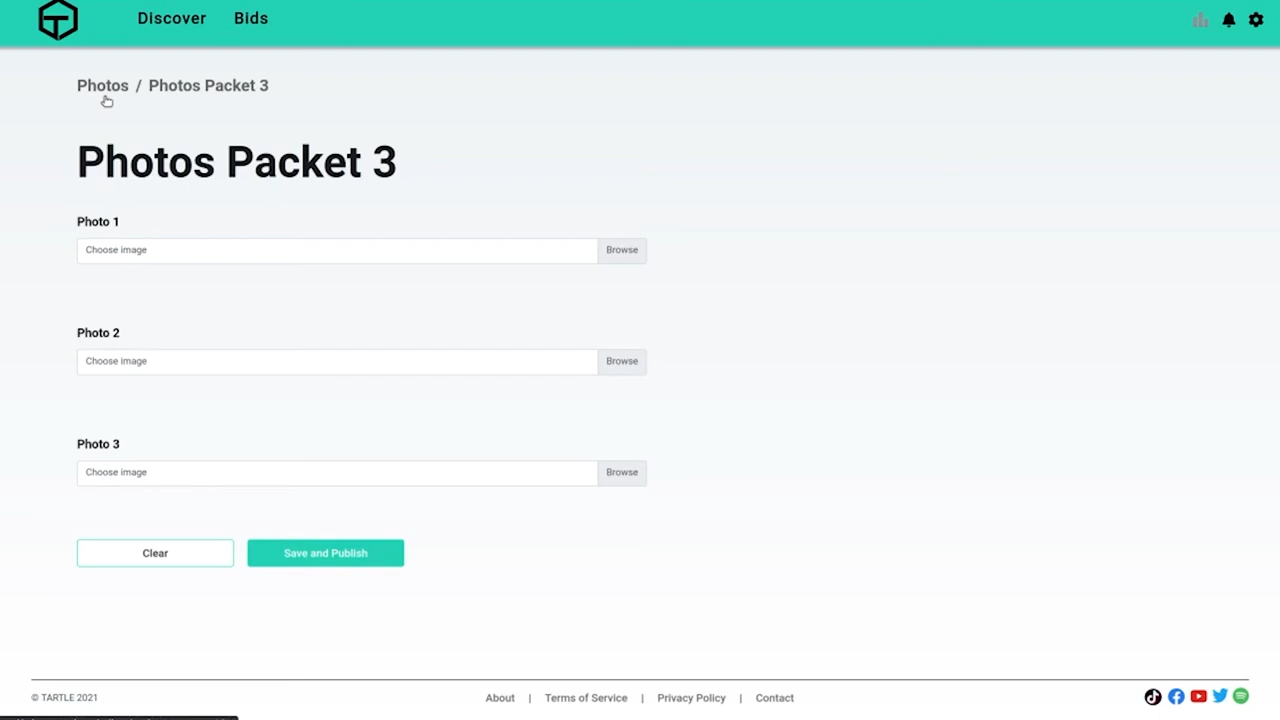 Discover Bids
Photos / Photos Packet 3
Photos Packet 3
Photo 1
Choose image Browse
Photo 2
Choose image Browse
Photo 3
Choose image Browse
Clear Save and Publish
© TARTLE 2021 About | Terms of Service | Privacy Policy | Contact